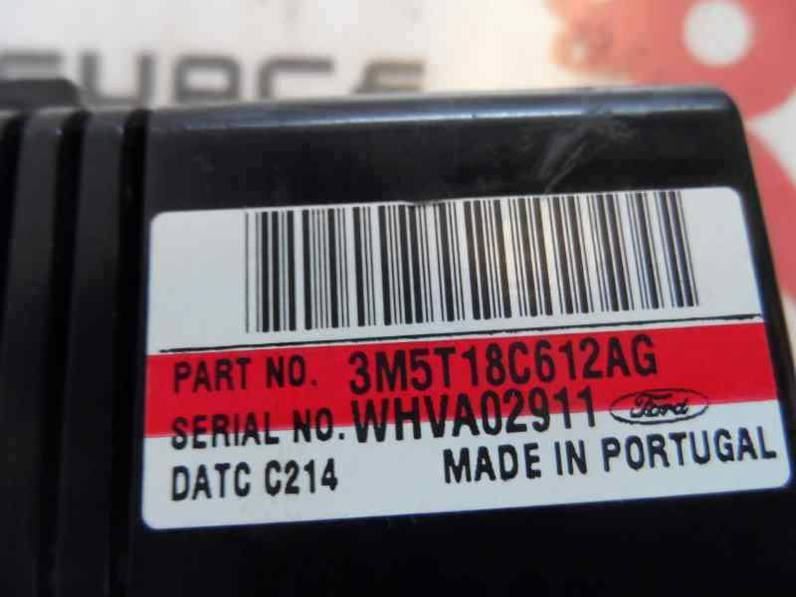 PART NO. 3M5T18C612AG
SERIAL NO. WHVA02911 Ford
DATC C214 MADE IN PORTUGAL